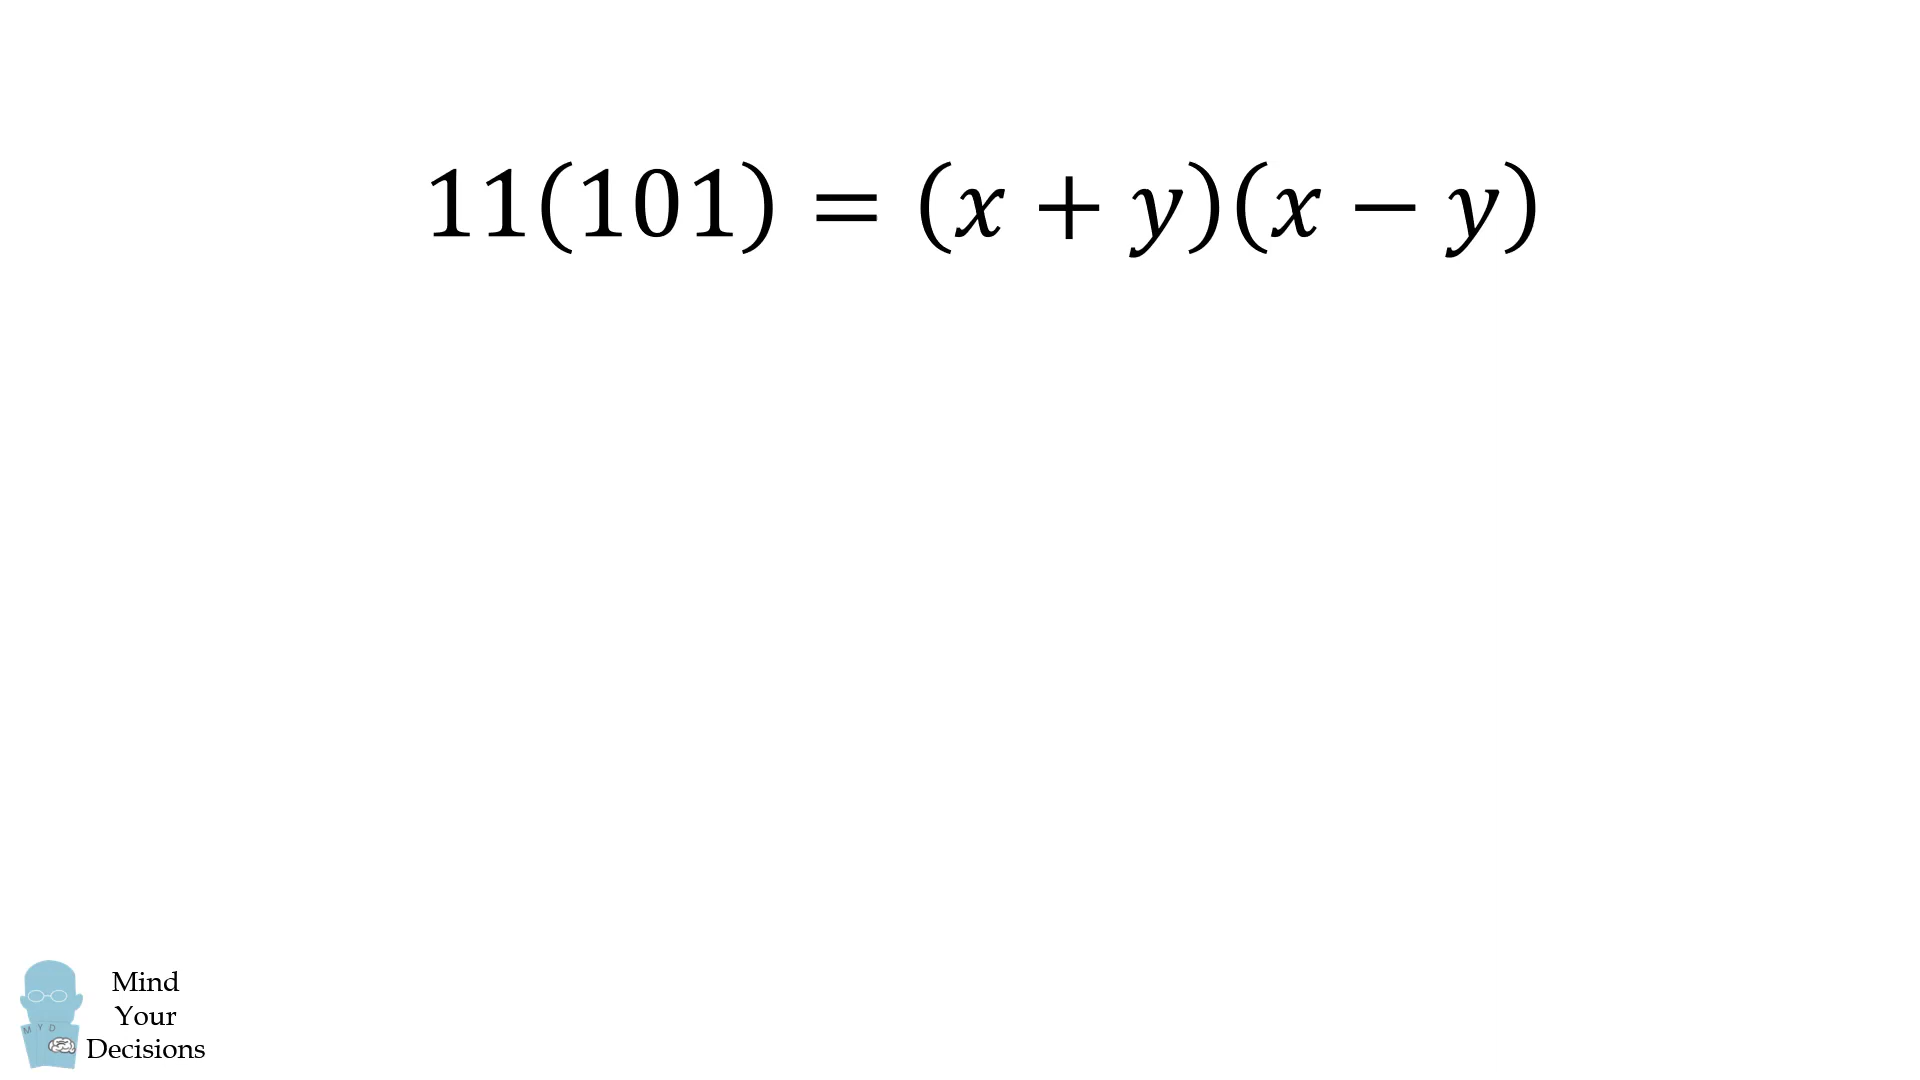 11(101) = (x + y)(x − y)
M Y D
Mind
Your
Decisions